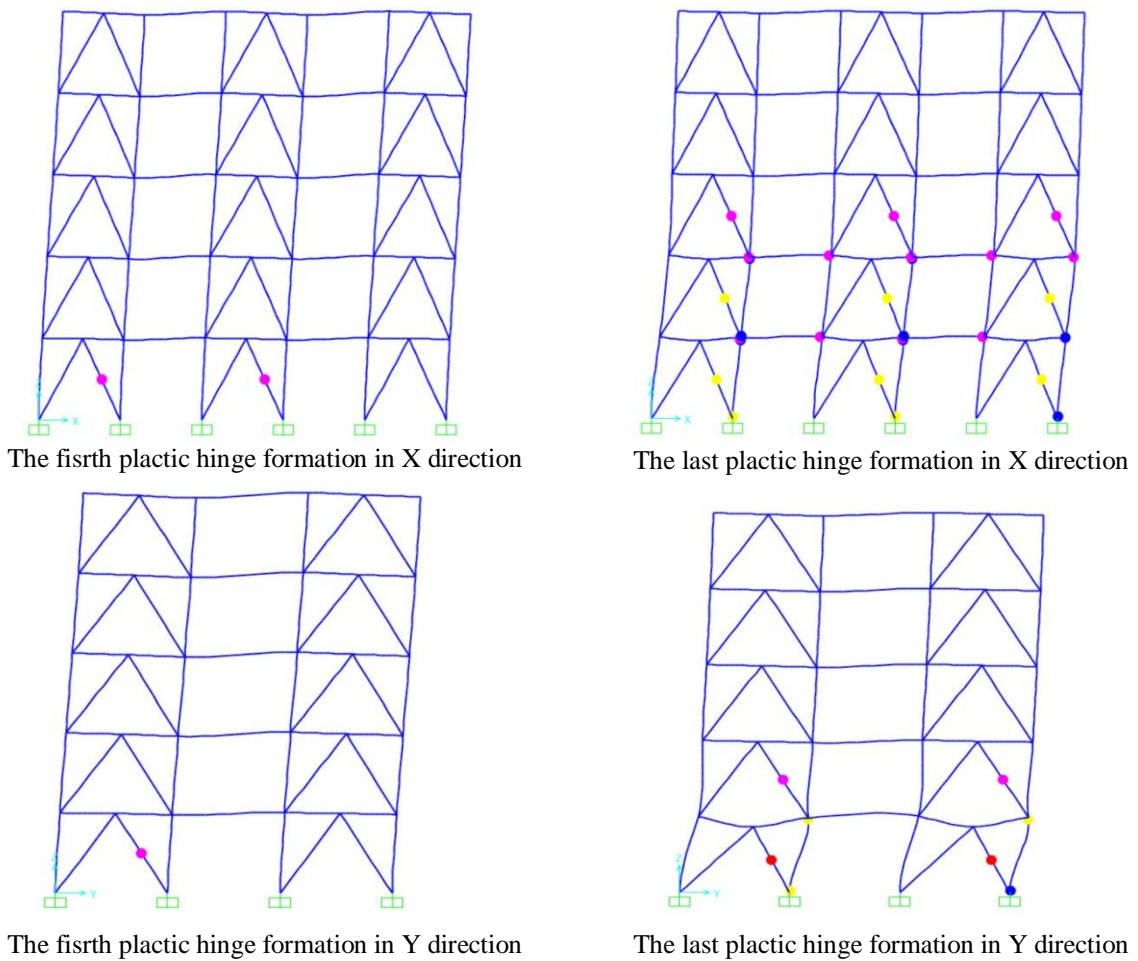 Z
X
The fisrth plactic hinge formation in X direction
Z
X
The last plactic hinge formation in X direction
Z
Y
The fisrth plactic hinge formation in Y direction
Z
Y
The last plactic hinge formation in Y direction